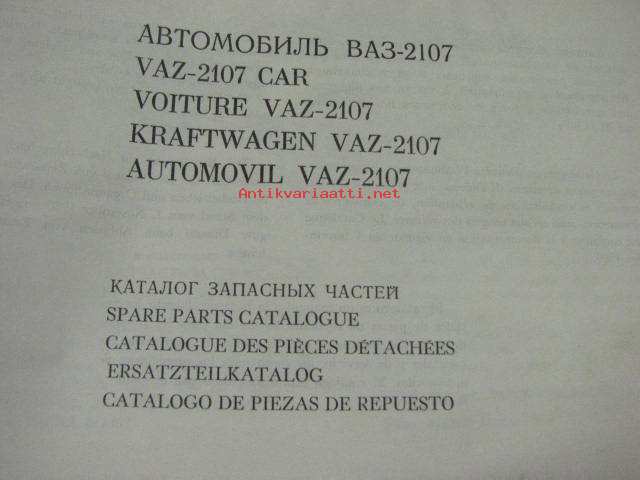 АВТОМОБИЛЬ ВАЗ-2107
VAZ-2107 CAR
VOITURE VAZ-2107
KRAFTWAGEN VAZ-2107
AUTOMOVIL VAZ-2107
Antikvariaatti.net
КАТАЛОГ ЗАПАСНЫХ ЧАСТЕЙ
SPARE PARTS CATALOGUE
CATALOGUE DES PIÈCES DÉTACHÉES
ERSATZTEILKATALOG
CATALOGO DE PIEZAS DE REPUESTO